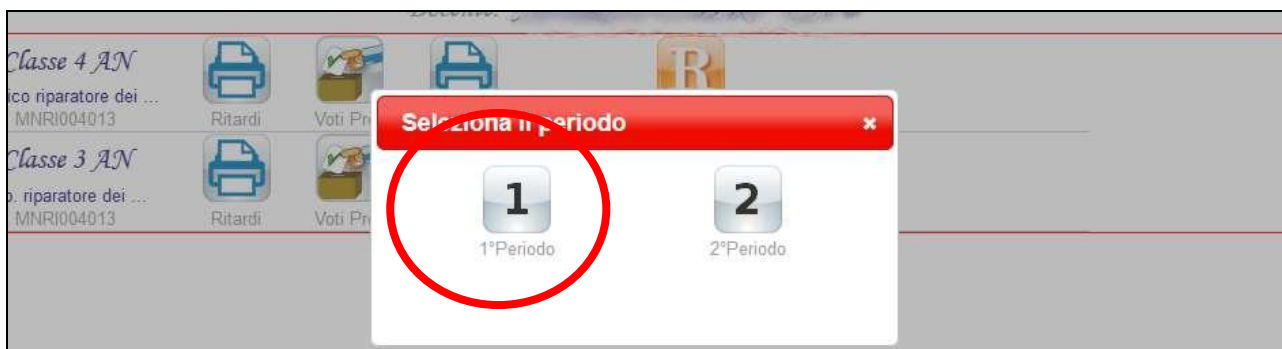 Docente:
Classe 4 AN
ico riparatore dei ...
MNRI004013
Ritardi
Voti Pr
R
Seleziona il periodo
×
Classe 3 AN
. riparatore dei ...
MNRI004013
Ritardi
Voti Pr
1
1°Periodo
2
2°Periodo